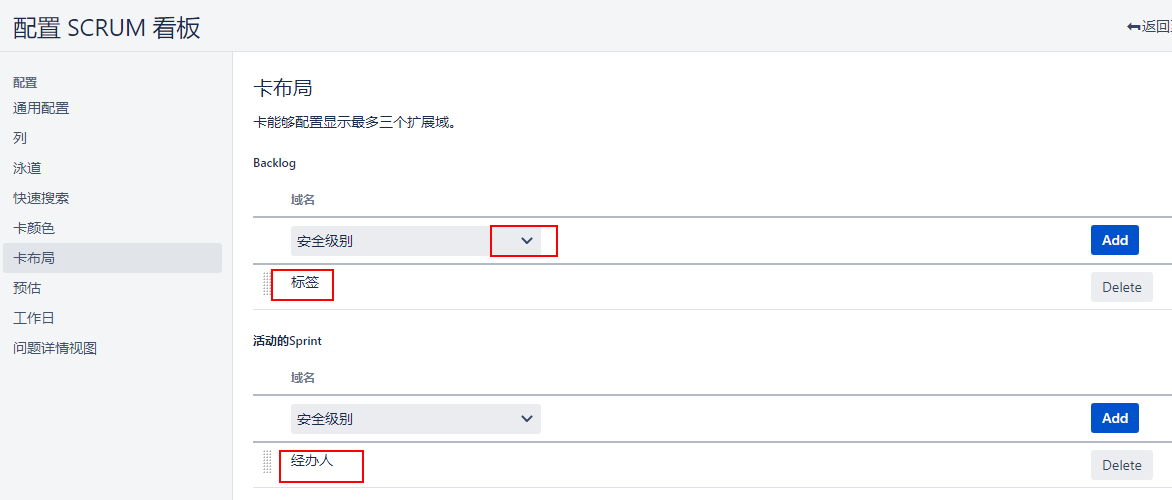 配置 SCRUM 看板
返回
配置
通用配置
列
泳道
快速搜索
卡颜色
卡布局
预估
工作日
问题详情视图
卡布局
卡能够配置显示最多三个扩展域。
Backlog
域名
安全级别
Add
标签
Delete
活动的Sprint
域名
安全级别
Add
经办人
Delete